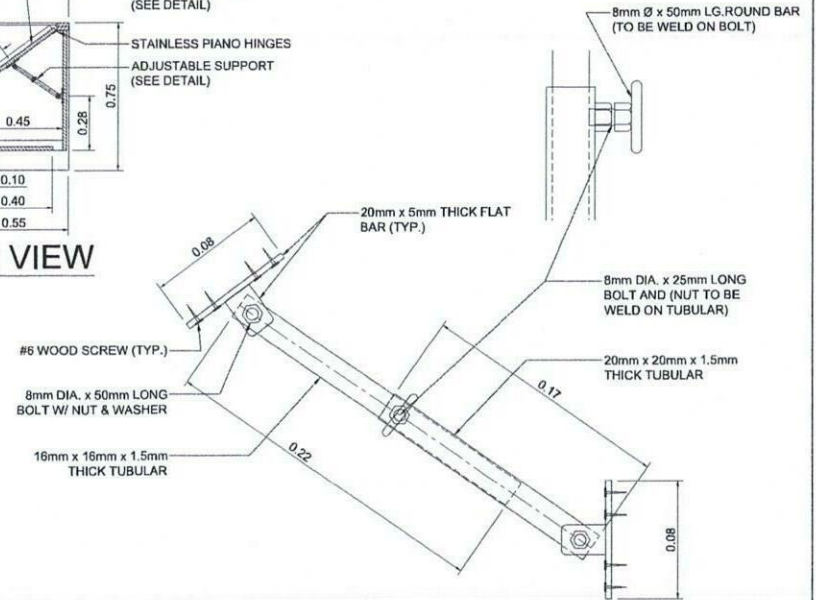 (SEE DETAIL)
STAINLESS PIANO HINGES
ADJUSTABLE SUPPORT
(SEE DETAIL)
0.45
0.28
0.75
0.10
0.40
0.55
VIEW
8mm Ø x 50mm LG.ROUND BAR
(TO BE WELD ON BOLT)
0.08
20mm x 5mm THICK FLAT
BAR (TYP.)
8mm DIA. x 25mm LONG
BOLT AND (NUT TO BE
WELD ON TUBULAR)
#6 WOOD SCREW (TYP.)
20mm x 20mm x 1.5mm
THICK TUBULAR
8mm DIA. x 50mm LONG
BOLT W/ NUT & WASHER
0.17
16mm x 16mm x 1.5mm
THICK TUBULAR
0.22
0.08